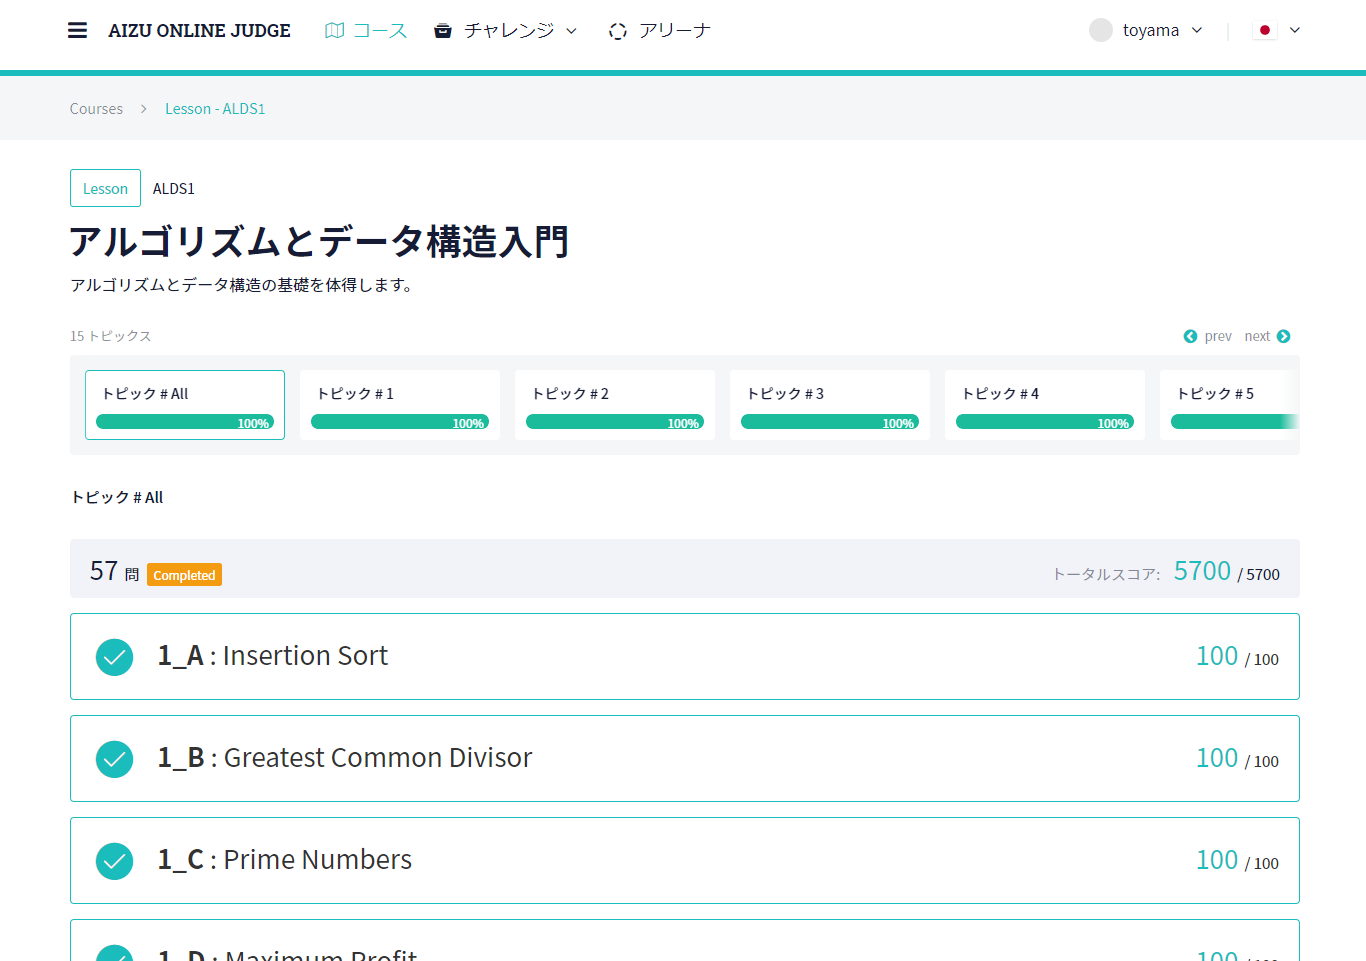 AIZU ONLINE JUDGE コース チャレンジ アリーナ toyama
Courses Lesson - ALDS1
Lesson ALDS1
アルゴリズムとデータ構造入門
アルゴリズムとデータ構造の基礎を体得します。
15 トピックス prev next
トピック # All トピック # 1 トピック # 2 トピック # 3 トピック # 4 トピック # 5
100% 100% 100% 100% 100%
トピック # All
57 問 Completed トータルスコア: 5700 / 5700
1_A : Insertion Sort 100 / 100
1_B : Greatest Common Divisor 100 / 100
1_C : Prime Numbers 100 / 100
1_D : Maximum Profit 100 / 100